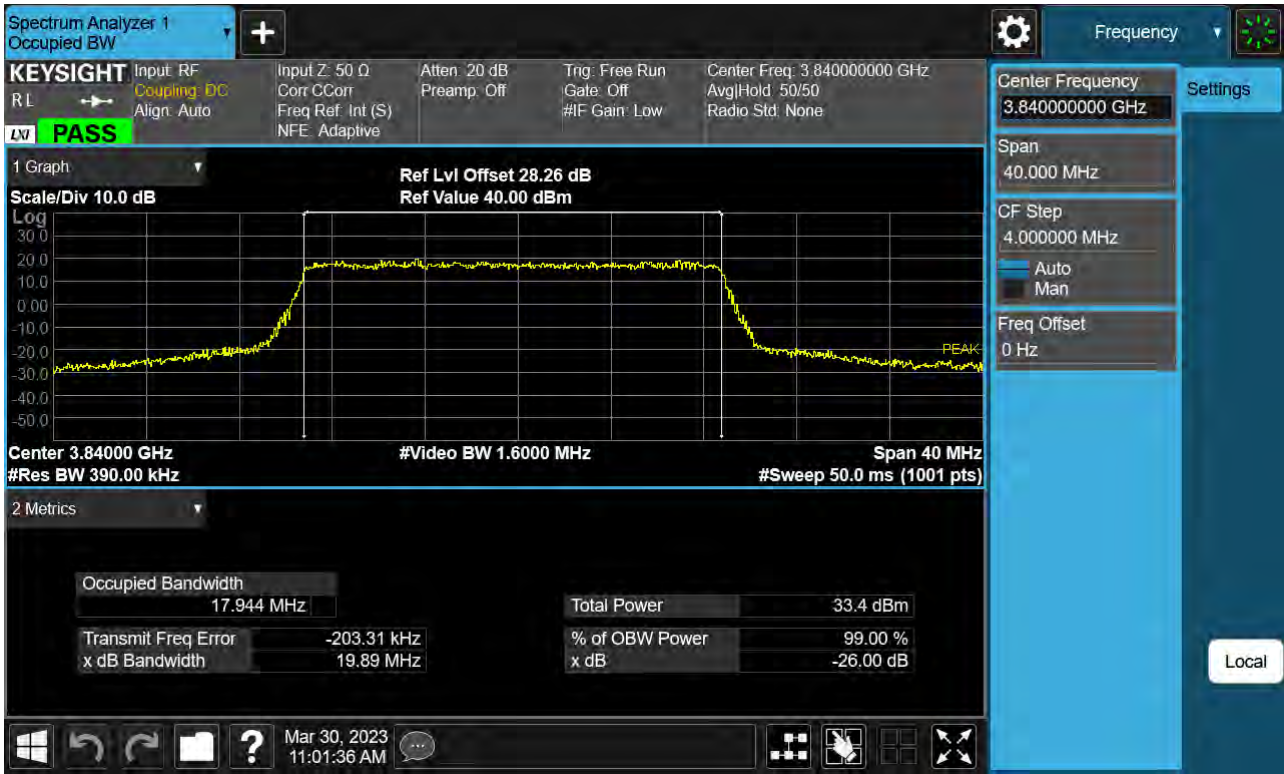 Spectrum Analyzer 1
Occupied BW
+
Frequency
KEYSIGHT
RL
LXI
PASS
Input: RF
Coupling: DC
Align: Auto
Input Z: 50 Ω
Corr CCorr
Freq Ref: Int (S)
NFE: Adaptive
Atten: 20 dB
Preamp: Off
Trig: Free Run
Gate: Off
#IF Gain: Low
Center Freq: 3.840000000 GHz
Avg|Hold: 50/50
Radio Std: None
Center Frequency
3.840000000 GHz
Settings
Span
40.000 MHz
CF Step
4.000000 MHz
Auto
Man
Freq Offset
0 Hz
1 Graph
Scale/Div 10.0 dB
Ref Lvl Offset 28.26 dB
Ref Value 40.00 dBm
Log
30.0
20.0
10.0
0.00
-10.0
-20.0
-30.0
-40.0
-50.0
PEAK
Center 3.84000 GHz
#Res BW 390.00 kHz
#Video BW 1.6000 MHz
Span 40 MHz
#Sweep 50.0 ms (1001 pts)
2 Metrics
Occupied Bandwidth
17.944 MHz
Transmit Freq Error -203.31 kHz
x dB Bandwidth 19.89 MHz
Total Power 33.4 dBm
% of OBW Power 99.00 %
x dB -26.00 dB
Local
?
Mar 30, 2023
11:01:36 AM